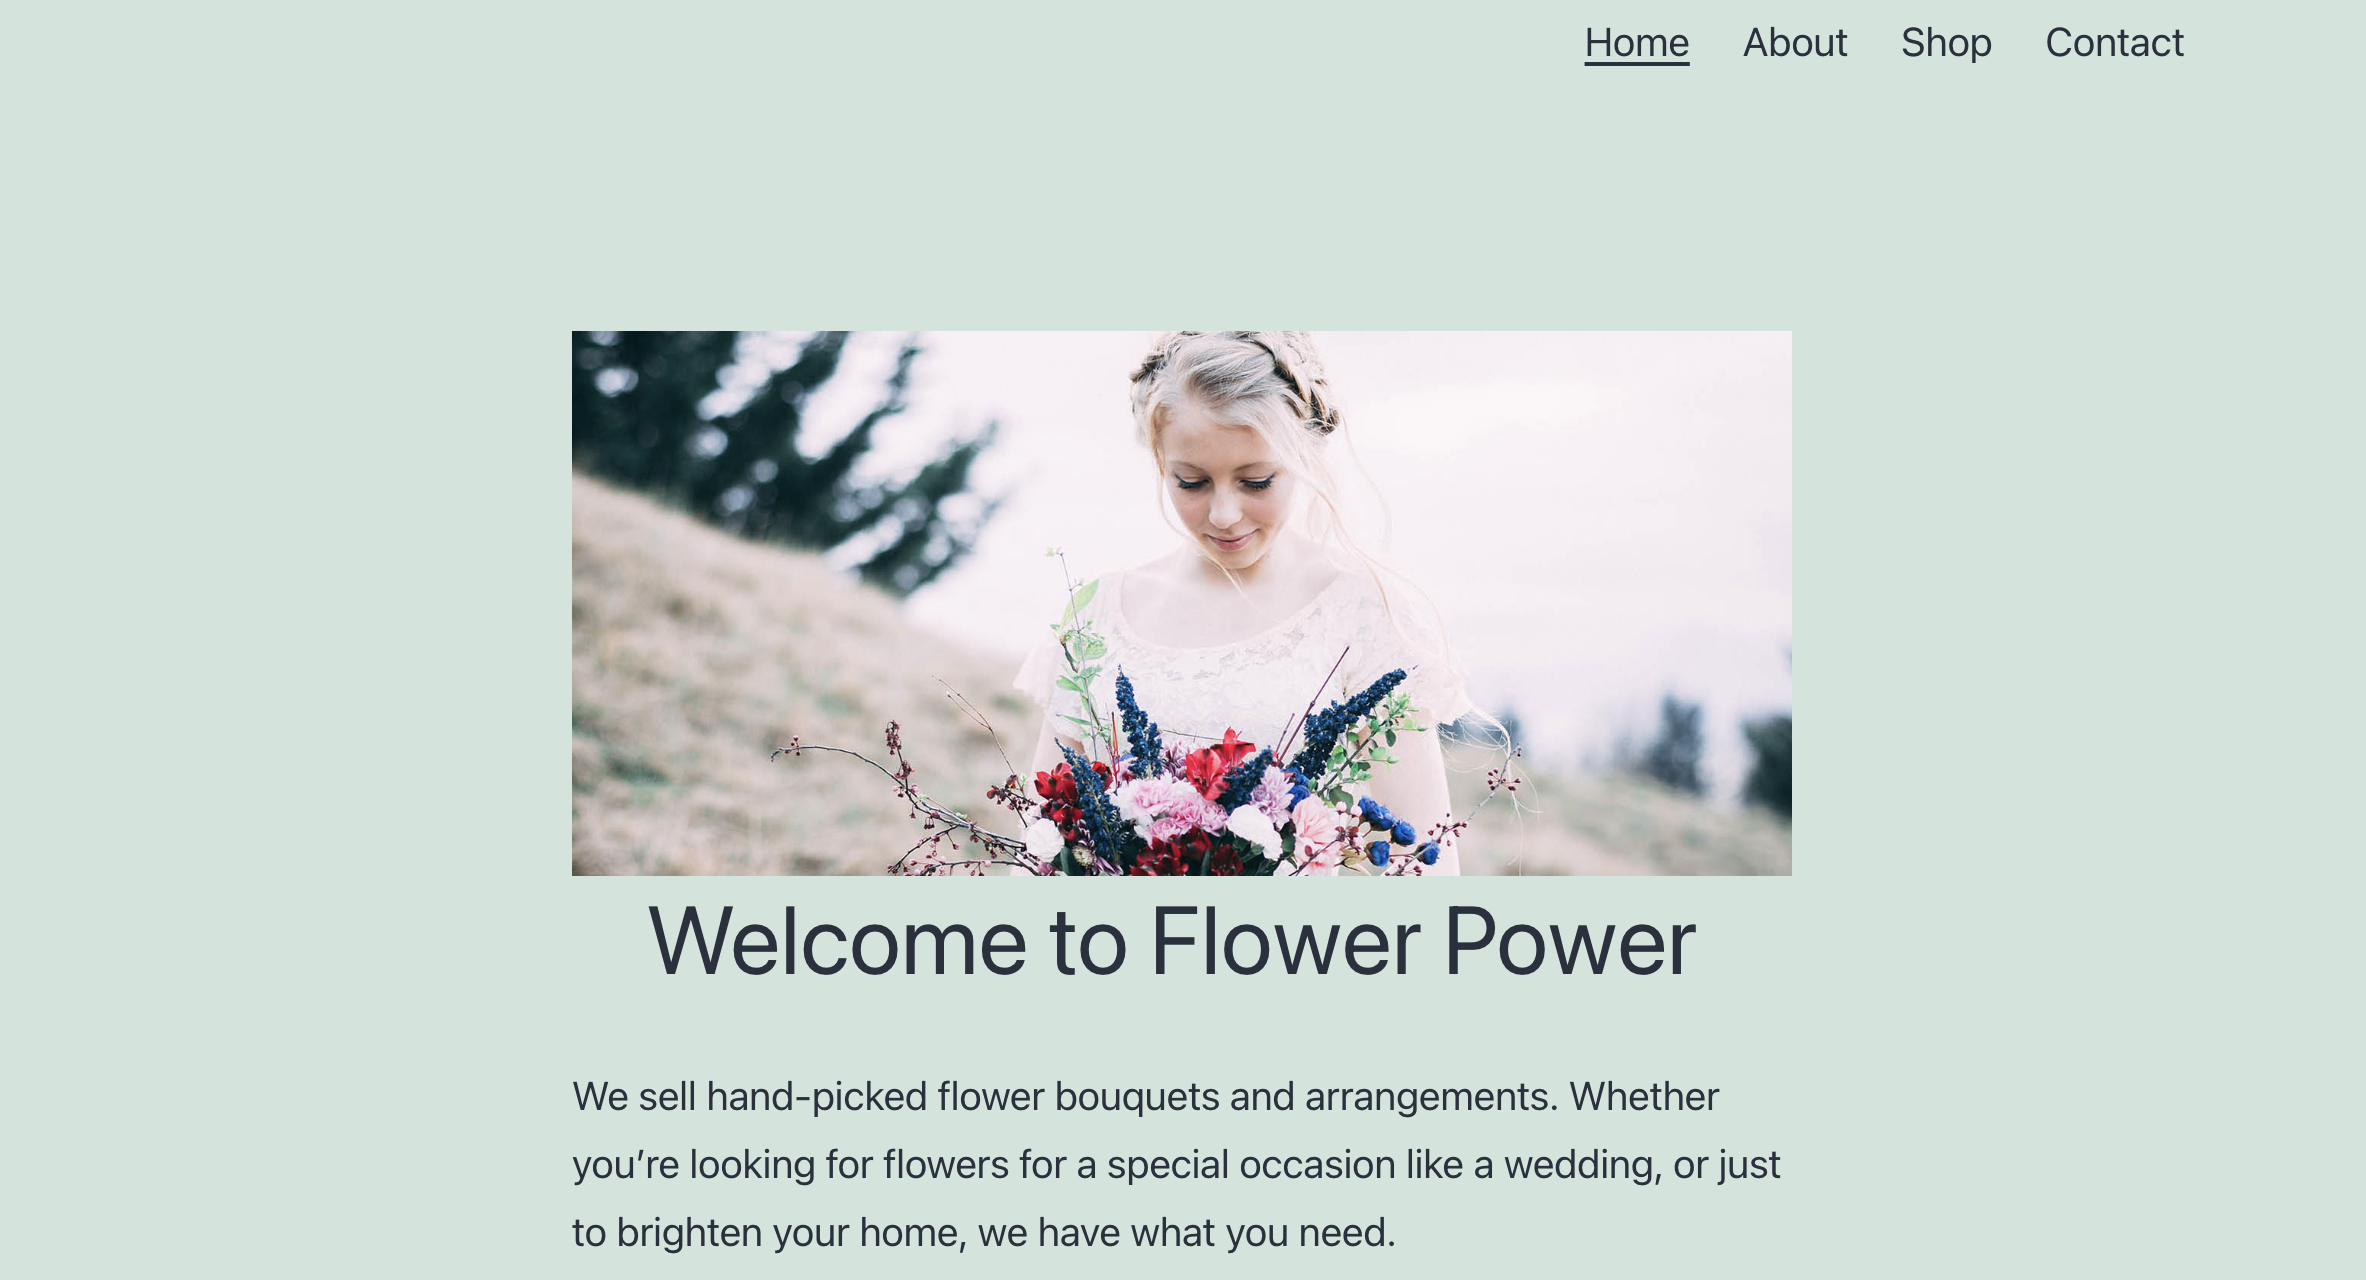 Home About Shop Contact
Welcome to Flower Power
We sell hand-picked flower bouquets and arrangements. Whether
you’re looking for flowers for a special occasion like a wedding, or just
to brighten your home, we have what you need.